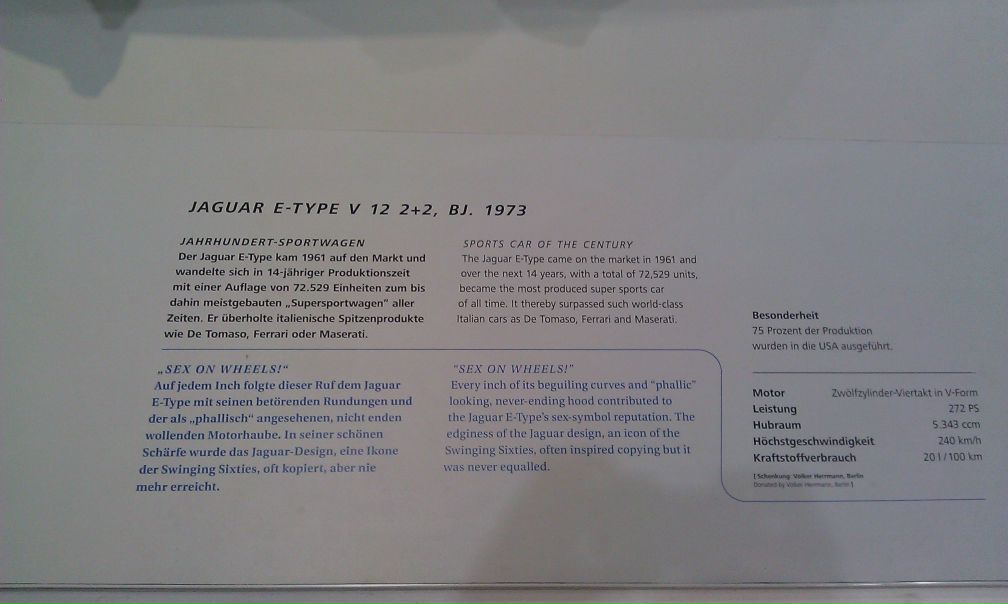 JAGUAR E-TYPE V 12 2+2, BJ. 1973
JAHRHUNDERT-SPORTWAGEN
Der Jaguar E-Type kam 1961 auf den Markt und
wandelte sich in 14-jähriger Produktionszeit
mit einer Auflage von 72.529 Einheiten zum bis
dahin meistgebauten „Supersportwagen“ aller
Zeiten. Er überholte italienische Spitzenprodukte
wie De Tomaso, Ferrari oder Maserati.
SPORTS CAR OF THE CENTURY
The Jaguar E-Type came on the market in 1961 and
over the next 14 years, with a total of 72,529 units,
became the most produced super sports car
of all time. It thereby surpassed such world-class
Italian cars as De Tomaso, Ferrari and Maserati.
„SEX ON WHEELS!“
Auf jedem Inch folgte dieser Ruf dem Jaguar
E-Type mit seinen betörenden Rundungen und
der als „phallisch“ angesehenen, nicht enden
wollenden Motorhaube. In seiner schönen
Schärfe wurde das Jaguar-Design, eine Ikone
der Swinging Sixties, oft kopiert, aber nie
mehr erreicht.
"SEX ON WHEELS!"
Every inch of its beguiling curves and “phallic”
looking, never-ending hood contributed to
the Jaguar E-Type's sex-symbol reputation. The
edginess of the Jaguar design, an icon of the
Swinging Sixties, often inspired copying but it
was never equalled.
Besonderheit
75 Prozent der Produktion
wurden in die USA ausgeführt.
Motor Zwölfzylinder-Viertakt in V-Form
Leistung 272 PS
Hubraum 5.343 ccm
Höchstgeschwindigkeit 240 km/h
Kraftstoffverbrauch 20 l / 100 km
[ Schenkung: Volker Herrmann, Berlin
Donated by Volker Herrmann, Berlin ]